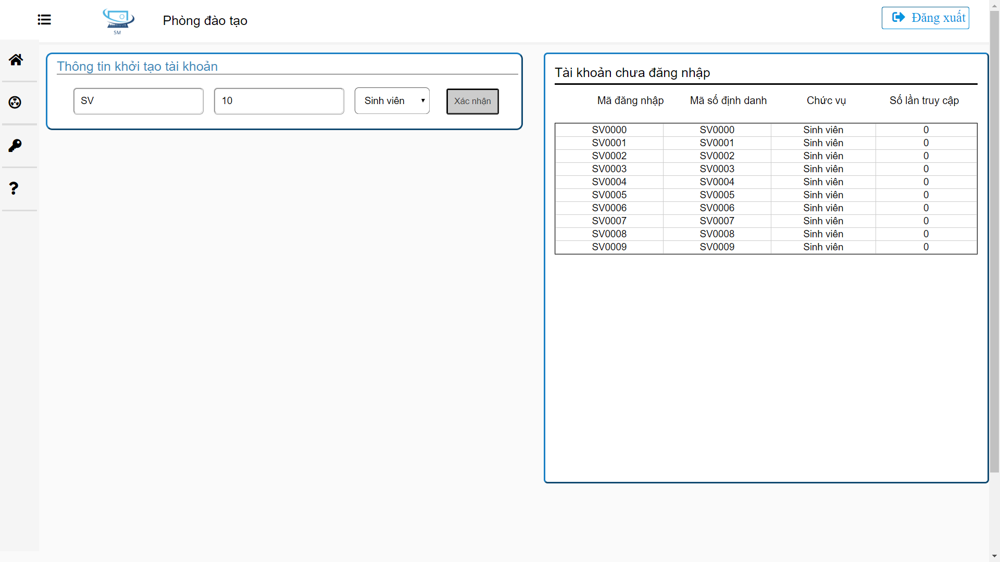 SM
Phòng đào tạo
Đăng xuất
Thông tin khởi tạo tài khoản
SV 10 Sinh viên Xác nhận
Tài khoản chưa đăng nhập
Mã đăng nhập Mã số định danh Chức vụ Số lần truy cập
SV0000 SV0000 Sinh viên 0
SV0001 SV0001 Sinh viên 0
SV0002 SV0002 Sinh viên 0
SV0003 SV0003 Sinh viên 0
SV0004 SV0004 Sinh viên 0
SV0005 SV0005 Sinh viên 0
SV0006 SV0006 Sinh viên 0
SV0007 SV0007 Sinh viên 0
SV0008 SV0008 Sinh viên 0
SV0009 SV0009 Sinh viên 0